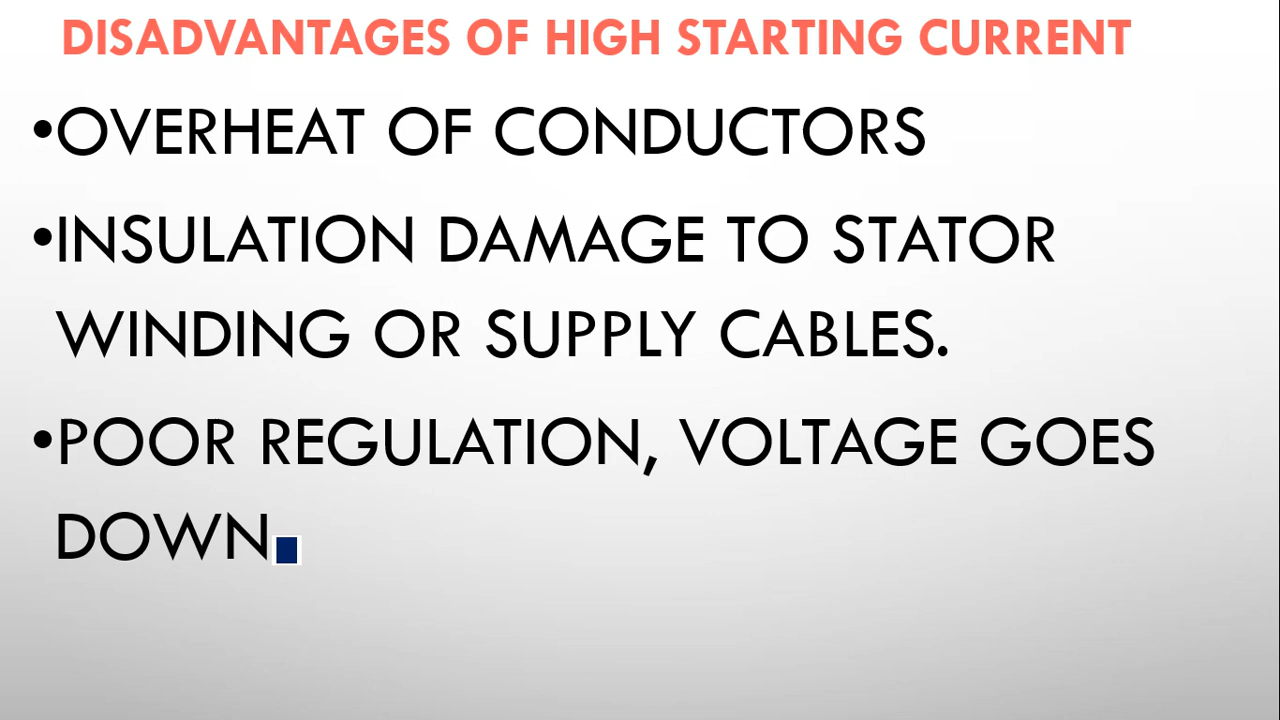 DISADVANTAGES OF HIGH STARTING CURRENT
•OVERHEAT OF CONDUCTORS
•INSULATION DAMAGE TO STATOR
WINDING OR SUPPLY CABLES.
•POOR REGULATION, VOLTAGE GOES
DOWN